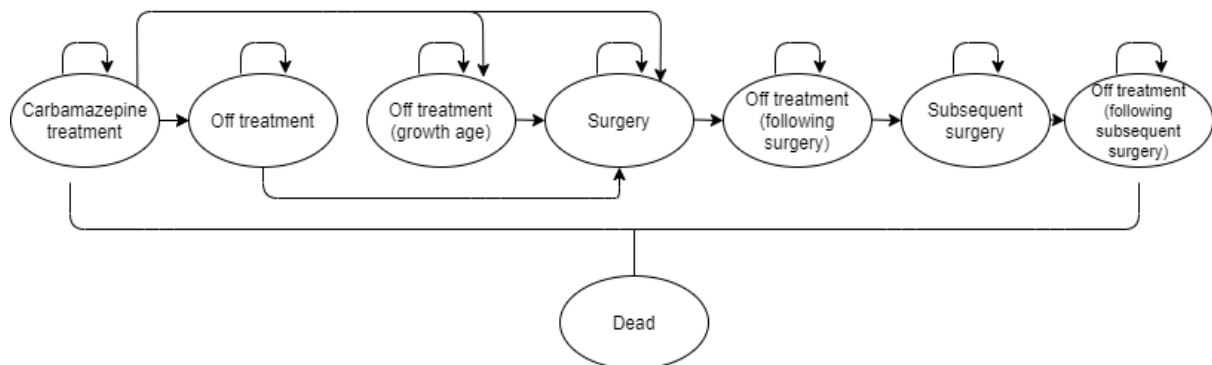 Carbamazepine
treatment
Off treatment
Off treatment
(growth age)
Surgery
Off treatment
(following
surgery)
Subsequent
surgery
Off treatment
(following
subsequent
surgery)
Dead